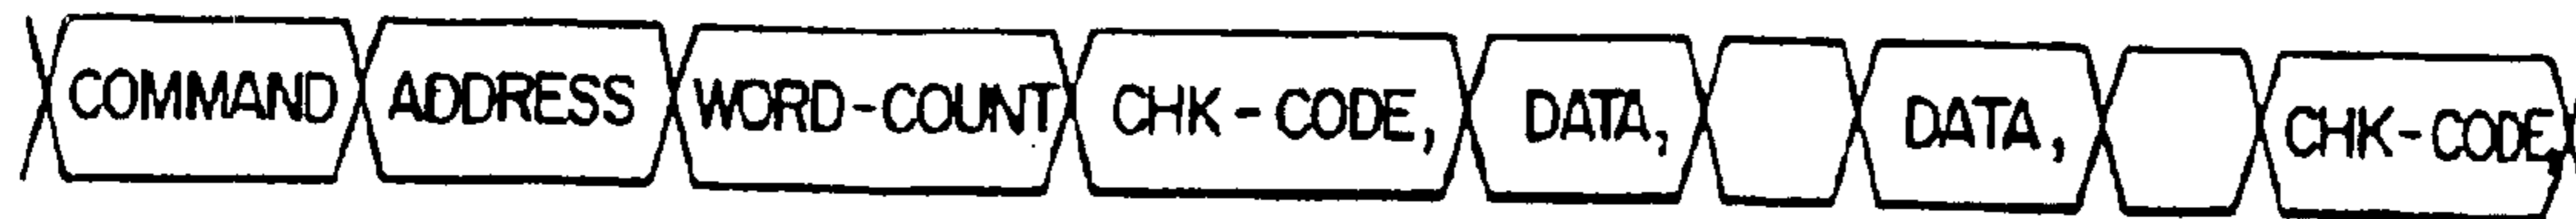 COMMAND ADDRESS WORD-COUNT CHK-CODE, DATA, DATA, CHK-CODE,